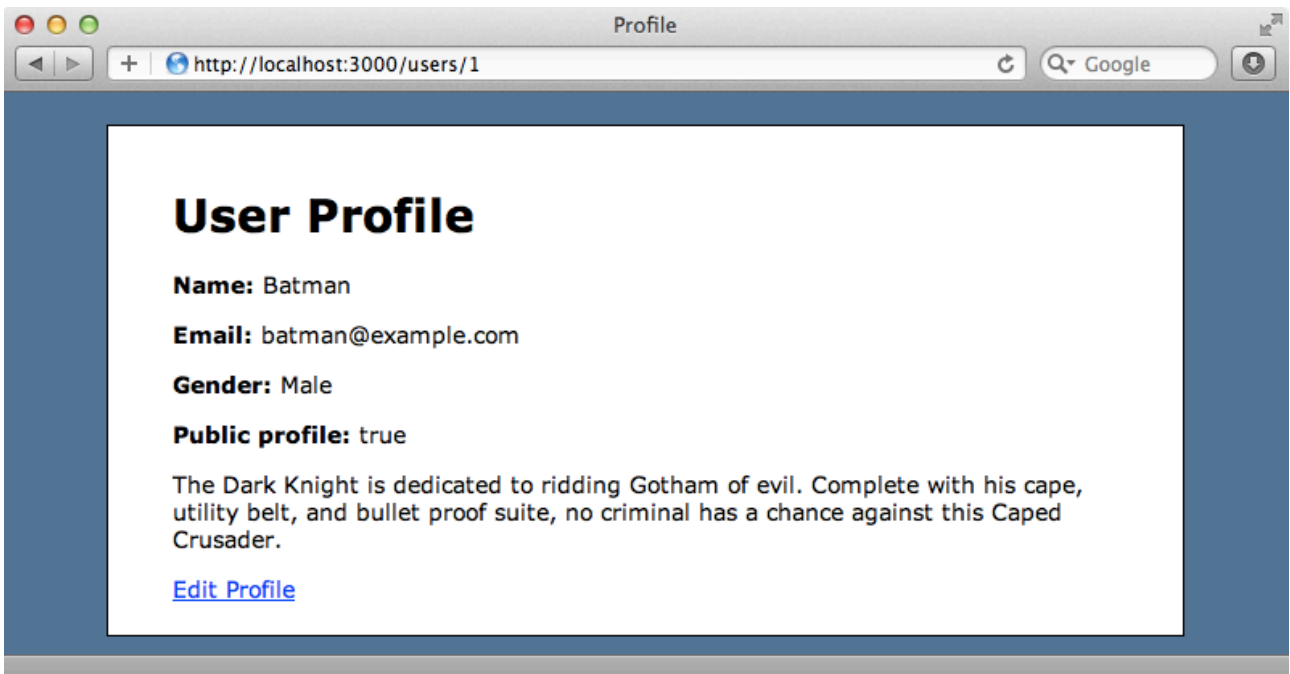 Profile
http://localhost:3000/users/1
Google
User Profile
Name: Batman
Email: batman@example.com
Gender: Male
Public profile: true
The Dark Knight is dedicated to ridding Gotham of evil. Complete with his cape,
utility belt, and bullet proof suite, no criminal has a chance against this Caped
Crusader.
Edit Profile